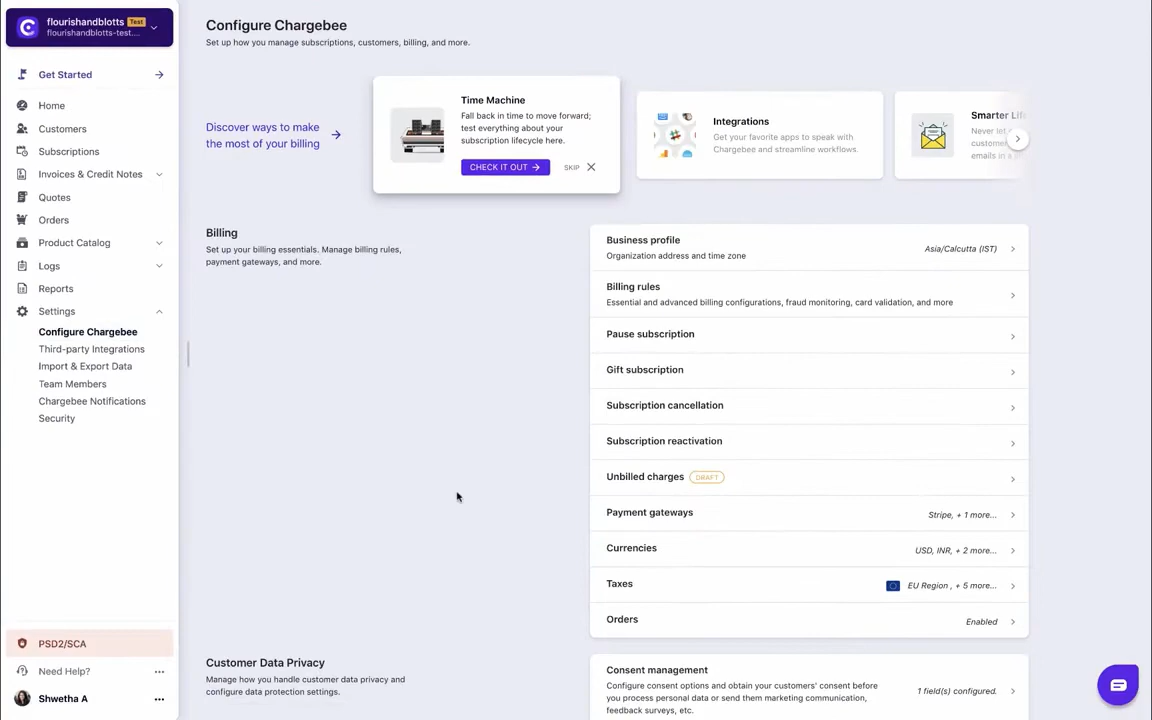 flourishandblotts Test
flourishandblotts-test....
Get Started
Home
Customers
Subscriptions
Invoices & Credit Notes
Quotes
Orders
Product Catalog
Logs
Reports
Settings
Configure Chargebee
Third-party Integrations
Import & Export Data
Team Members
Chargebee Notifications
Security
PSD2/SCA
Need Help?
Shwetha A
Configure Chargebee
Set up how you manage subscriptions, customers, billing, and more.
Discover ways to make
the most of your billing
Time Machine
Fall back in time to move forward;
test everything about your
subscription lifecycle here.
CHECK IT OUT
SKIP
Integrations
Get your favorite apps to speak with
Chargebee and streamline workflows.
Smarter
Never let
customer
emails in a
Billing
Set up your billing essentials. Manage billing rules,
payment gateways, and more.
Business profile
Organization address and time zone
Asia/Calcutta (IST)
Billing rules
Essential and advanced billing configurations, fraud monitoring, card validation, and more
Pause subscription
Gift subscription
Subscription cancellation
Subscription reactivation
Unbilled charges DRAFT
Payment gateways
Stripe, + 1 more...
Currencies
USD, INR, + 2 more...
Taxes
EU Region , + 5 more...
Orders
Enabled
Customer Data Privacy
Manage how you handle customer data privacy and
configure data protection settings.
Consent management
Configure consent options and obtain your customers' consent before
you process personal data or send them marketing communication,
feedback surveys, etc.
1 field(s) configured.